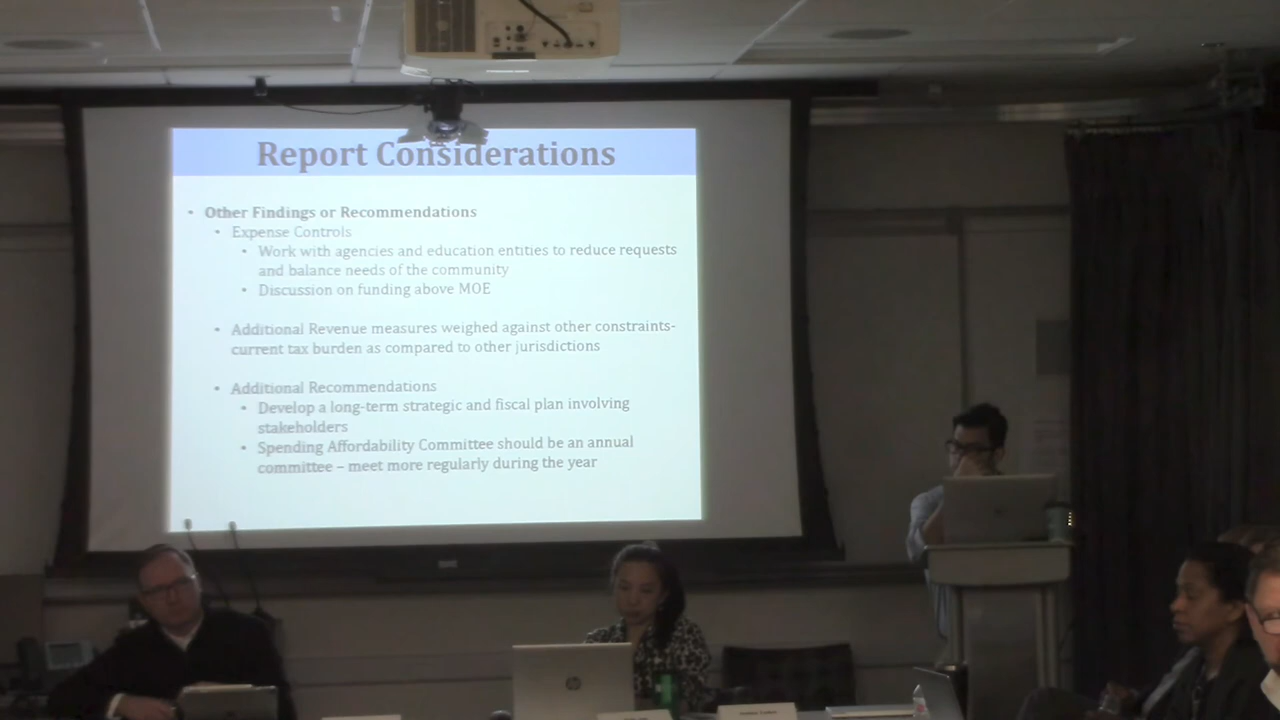 Report Considerations
• Other Findings or Recommendations
• Expense Controls
• Work with agencies and education entities to reduce requests
and balance needs of the community
• Discussion on funding above MOE
• Additional Revenue measures weighed against other constraints-
current tax burden as compared to other jurisdictions
• Additional Recommendations
• Develop a long-term strategic and fiscal plan involving
stakeholders
• Spending Affordability Committee should be an annual
committee – meet more regularly during the year
hp